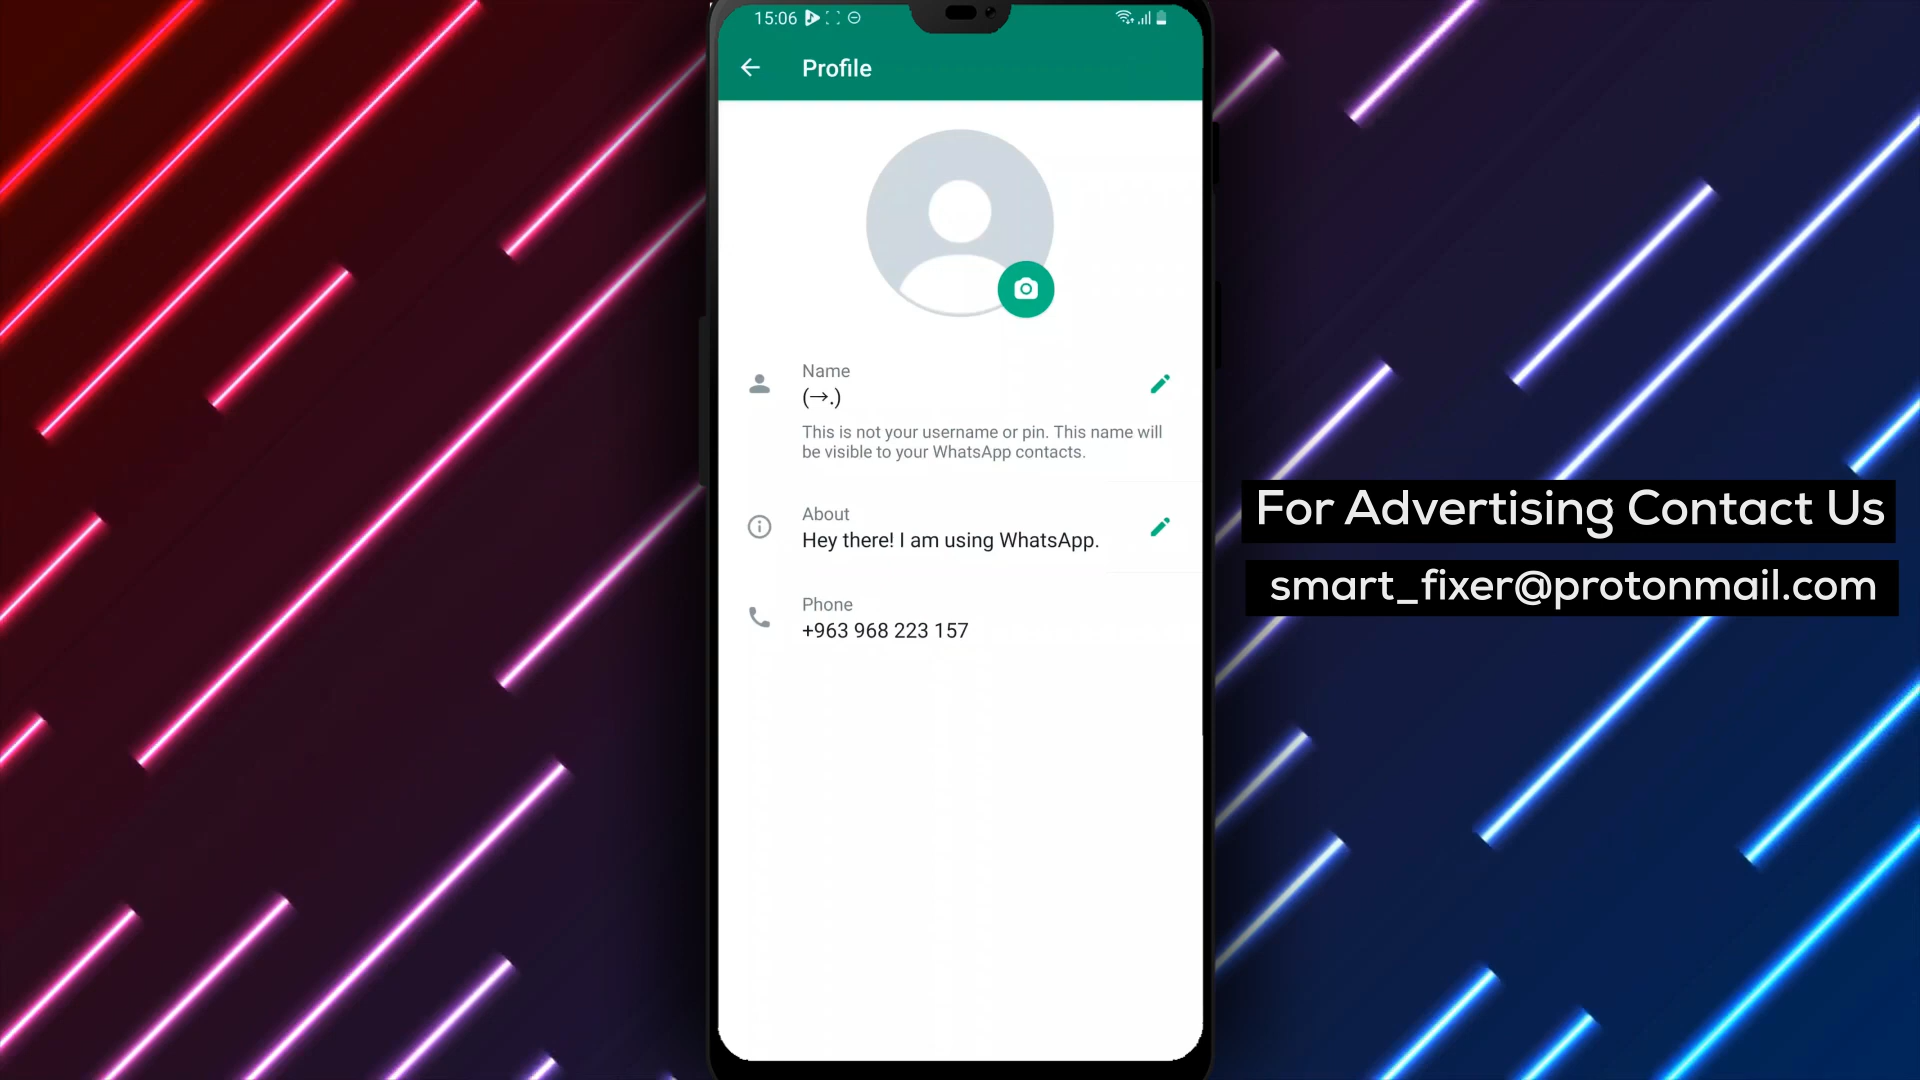 15:06
Profile
Name
(→.)
This is not your username or pin. This name will
be visible to your WhatsApp contacts.
About
Hey there! I am using WhatsApp.
Phone
+963 968 223 157
For Advertising Contact Us
smart_fixer@protonmail.com